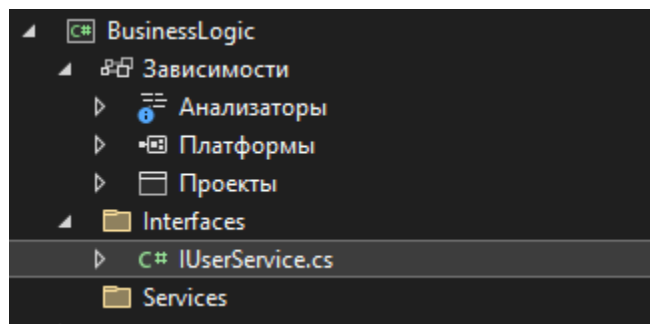 C# BusinessLogic
Зависимости
Анализаторы
Платформы
Проекты
Interfaces
C# IUserService.cs
Services